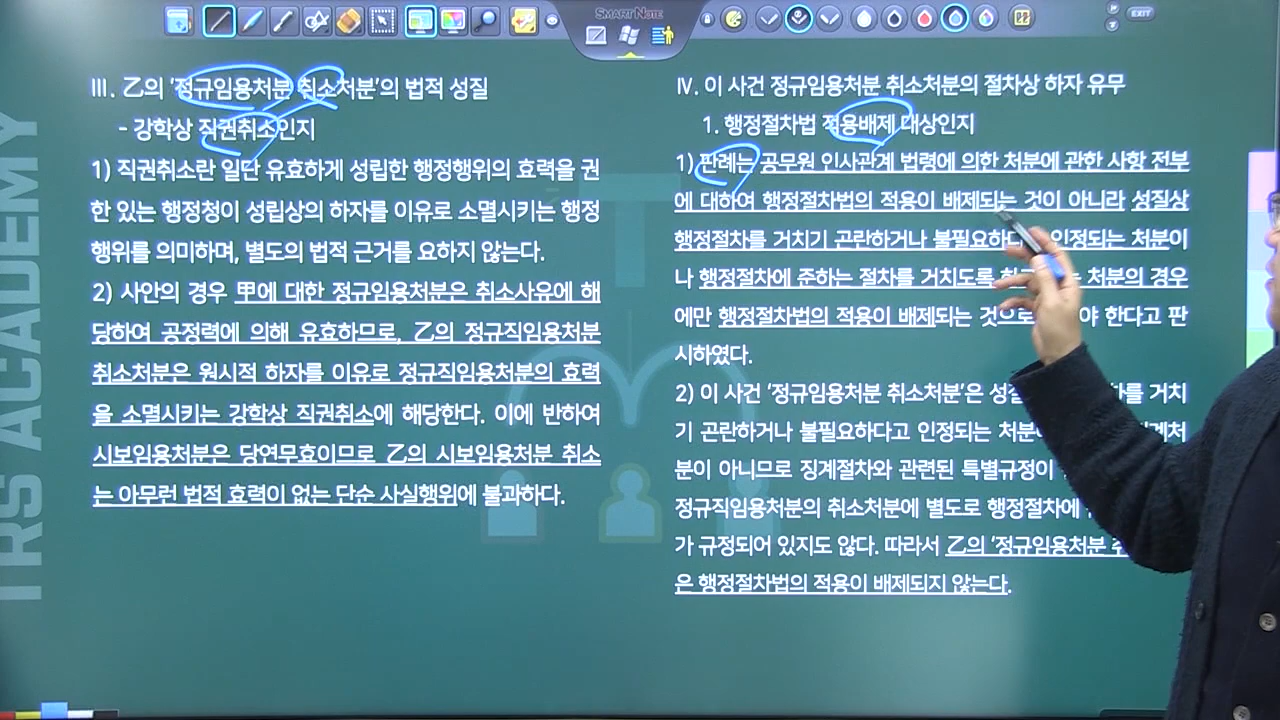 SMART NOTE
EXIT
TRS ACADEMY
Ⅲ. 乙의 '정규임용처분 취소처분'의 법적 성질
- 강학상 직권취소인지
1) 직권취소란 일단 유효하게 성립한 행정행위의 효력을 권
한 있는 행정청이 성립상의 하자를 이유로 소멸시키는 행정
행위를 의미하며, 별도의 법적 근거를 요하지 않는다.
2) 사안의 경우 甲에 대한 정규임용처분은 취소사유에 해
당하여 공정력에 의해 유효하므로, 乙의 정규직임용처분
취소처분은 원시적 하자를 이유로 정규직임용처분의 효력
을 소멸시키는 강학상 직권취소에 해당한다. 이에 반하여
시보임용처분은 당연무효이므로 乙의 시보임용처분 취소
는 아무런 법적 효력이 없는 단순 사실행위에 불과하다.
Ⅳ. 이 사건 정규임용처분 취소처분의 절차상 하자 유무
1. 행정절차법 적용배제 대상인지
1) 판례는 공무원 인사관계 법령에 의한 처분에 관한 사항 전부
에 대하여 행정절차법의 적용이 배제되는 것이 아니라 성질상
행정절차를 거치기 곤란하거나 불필요하다 인정되는 처분이
나 행정절차에 준하는 절차를 거치도록 처분의 경우
에만 행정절차법의 적용이 배제되는 것으로 야 한다고 판
시하였다.
2) 이 사건 '정규임용처분 취소처분'은 를 거치
기 곤란하거나 불필요하다고 인정되는
분이 아니므로 징계절차와 관련된 특별규정이
정규직임용처분의 취소처분에 별도로 행정절차에
가 규정되어 있지도 않다. 따라서 乙의 '정규임용처분
은 행정절차법의 적용이 배제되지 않는다.